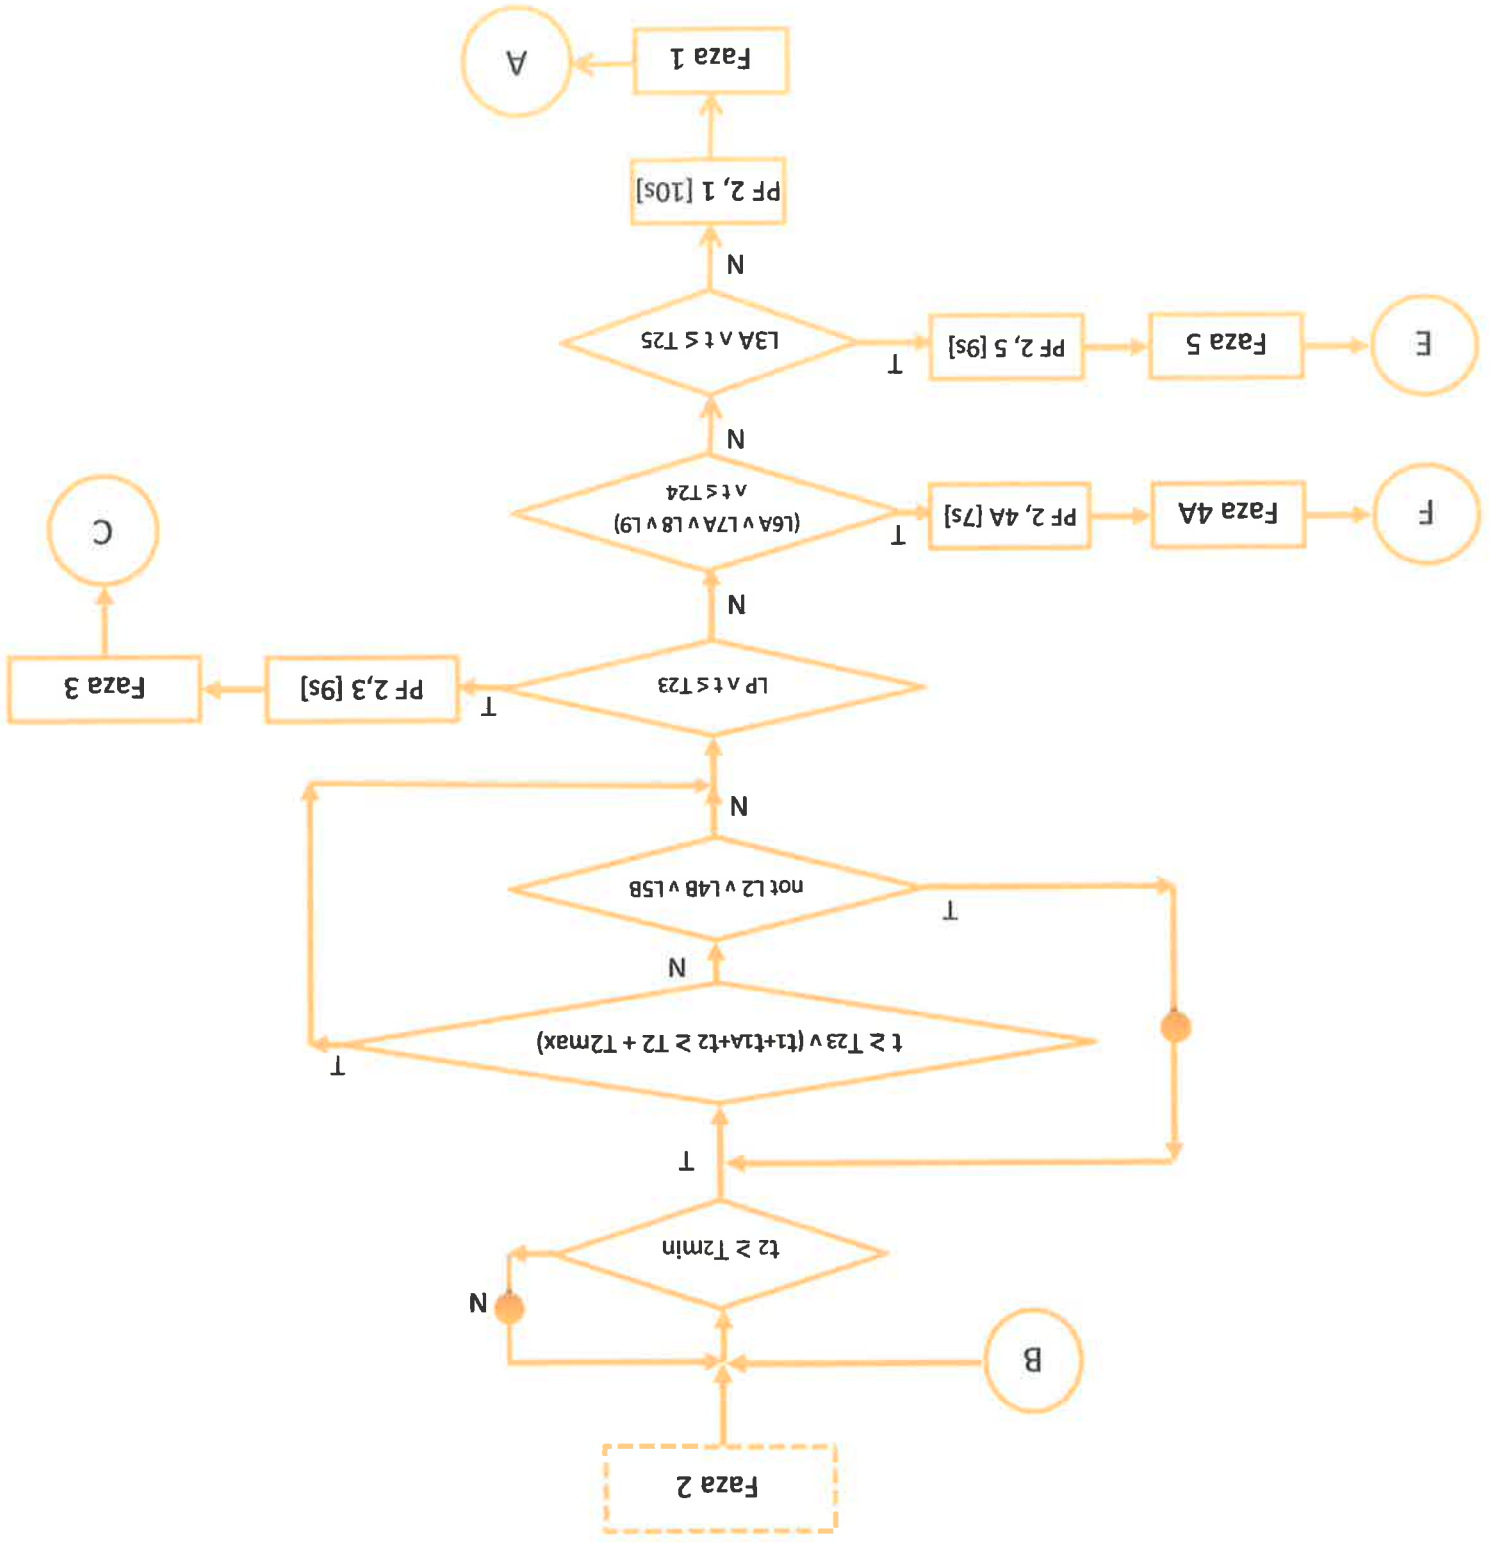 Faza 2
B
N
t2 ≥ T2min
T
t ≥ T23 v (t1+t1A+t2 ≥ T2 + T2max)
T
N
not L2 v L4B v L5B
T
N
LP ∧ t ≤ T23
T
PF 2,3 [9s]
Faza 3
C
N
(L6A v L7A v L8 v L9)
∧ t ≤ T24
T
PF 2, 4A [7s]
Faza 4A
F
N
L3A ∧ t ≤ T25
T
PF 2, 5 [9s]
Faza 5
E
N
PF 2, 1 [10s]
Faza 1
A